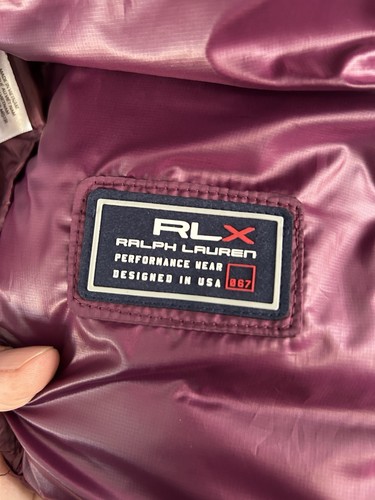 RLX
RALPH LAUREN
PERFORMANCE WEAR
DESIGNED IN USA 067